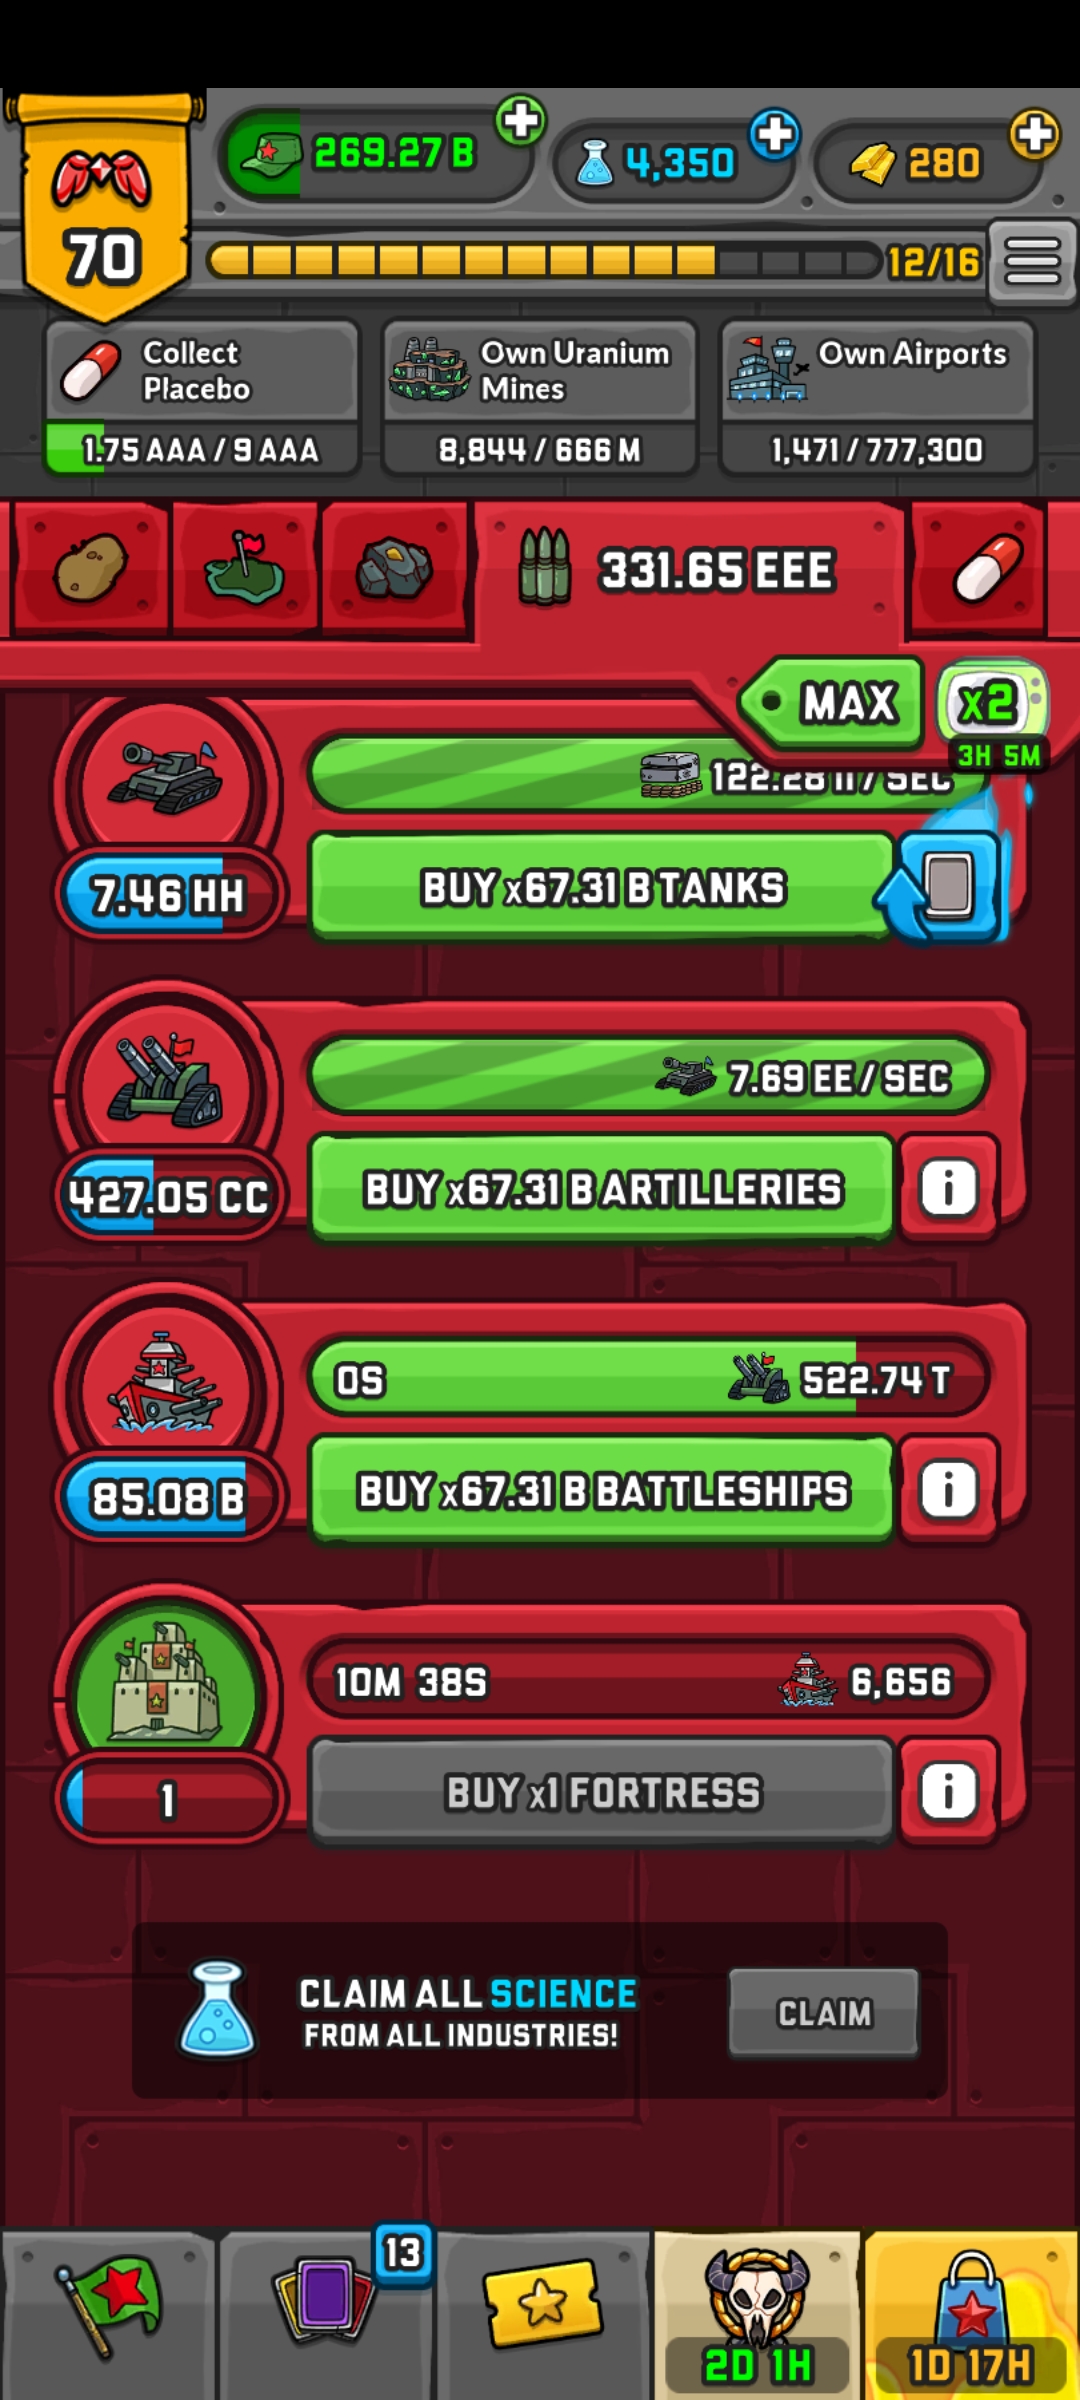 269.27 B
4,350
280
70
12/16
Collect
Placebo
1.75 AAA / 9 AAA
Own Uranium
Mines
8,844 / 666 M
Own Airports
1,471 / 777,300
331.65 EEE
MAX
x2
3H 5M
/ SEC
7.46 HH
BUY x67.31 B TANKS
7.69 EE / SEC
427.05 CC
BUY x67.31 B ARTILLERIES
i
0S
522.74 T
85.08 B
BUY x67.31 B BATTLESHIPS
i
10M 38S
6,656
1
BUY x1 FORTRESS
i
CLAIM ALL SCIENCE
FROM ALL INDUSTRIES!
CLAIM
13
2D 1H
1D 17H